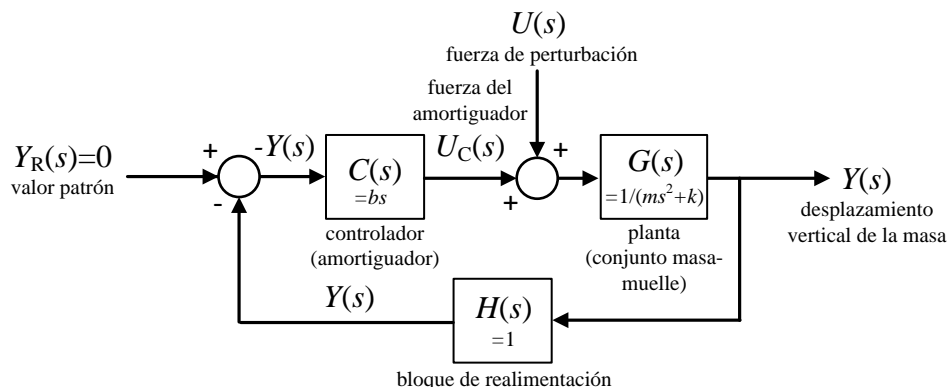 U(s)
fuerza de perturbación
fuerza del
amortiguador
Y_R(s)=0
valor patrón
+
-
-Y(s)
C(s)
=bs
controlador
(amortiguador)
U_C(s)
+
+
G(s)
=1/(ms²+k)
planta
(conjunto masa-
muelle)
Y(s)
desplazamiento
vertical de la masa
Y(s)
H(s)
=1
bloque de realimentación